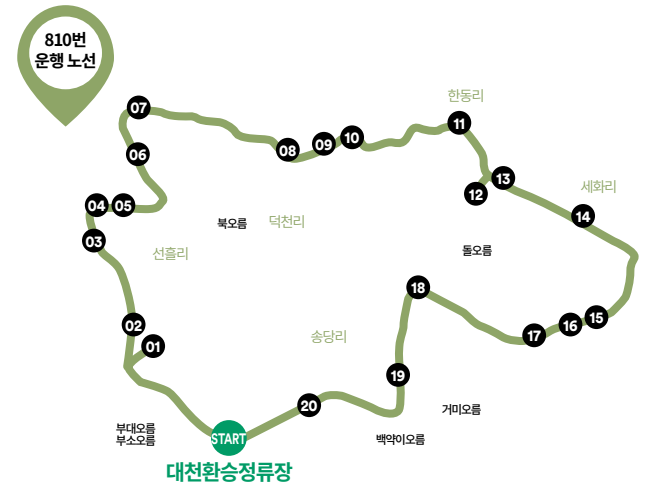 810번
운행 노선
07
08
09
10
11
한동리
06
12
13
세화리
04
05
14
03
선흘리
북오름
덕천리
돌오름
18
02
01
송당리
17
16
15
19
20
거미오름
부대오름
부소오름
START
백약이오름
대천환승정류장